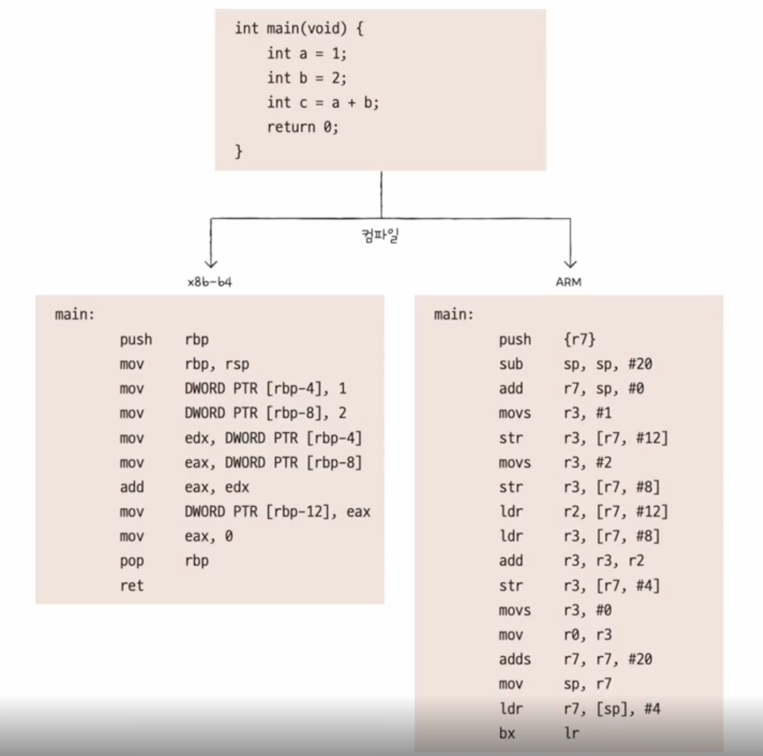 int main(void) {
int a = 1;
int b = 2;
int c = a + b;
return 0;
}
컴파일
x86-64
main:
push rbp
mov rbp, rsp
mov DWORD PTR [rbp-4], 1
mov DWORD PTR [rbp-8], 2
mov edx, DWORD PTR [rbp-4]
mov eax, DWORD PTR [rbp-8]
add eax, edx
mov DWORD PTR [rbp-12], eax
mov eax, 0
pop rbp
ret
ARM
main:
push {r7}
sub sp, sp, #20
add r7, sp, #0
movs r3, #1
str r3, [r7, #12]
movs r3, #2
str r3, [r7, #8]
ldr r2, [r7, #12]
ldr r3, [r7, #8]
add r3, r3, r2
str r3, [r7, #4]
movs r3, #0
mov r0, r3
adds r7, r7, #20
mov sp, r7
ldr r7, [sp], #4
bx lr